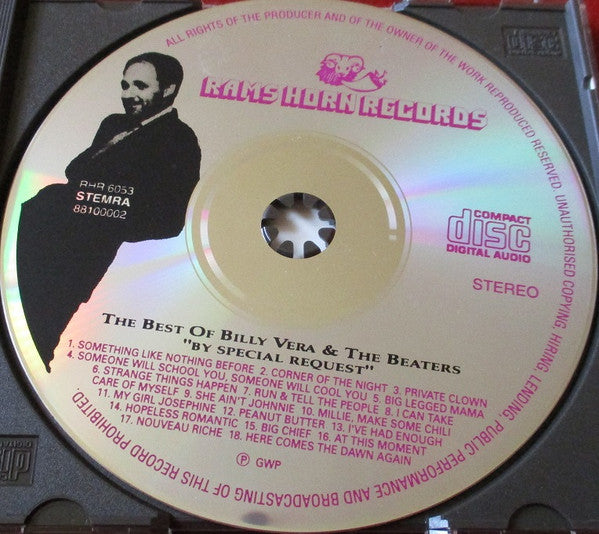 ALL RIGHTS OF THE PRODUCER AND OF THE OWNER OF THE WORK REPRODUCED RESERVED. UNAUTHORISED COPYING, HIRING, LENDING, PUBLIC PERFORMANCE AND BROADCASTING OF THIS RECORD PROHIBITED.
RAMS HORN RECORDS
RHR 6053
STEMRA
88100002
COMPACT
disc
DIGITAL AUDIO
STEREO
THE BEST OF BILLY VERA & THE BEATERS
"BY SPECIAL REQUEST"
1. SOMETHING LIKE NOTHING BEFORE 2. CORNER OF THE NIGHT 3. PRIVATE CLOWN
4. SOMEONE WILL SCHOOL YOU, SOMEONE WILL COOL YOU 5. BIG LEGGED MAMA
6. STRANGE THINGS HAPPEN 7. RUN & TELL THE PEOPLE 8. I CAN TAKE
CARE OF MYSELF 9. SHE AIN'T JOHNNIE 10. MILLIE, MAKE SOME CHILI
11. MY GIRL JOSEPHINE 12. PEANUT BUTTER 13. I'VE HAD ENOUGH
14. HOPELESS ROMANTIC 15. BIG CHIEF 16. AT THIS MOMENT
17. NOUVEAU RICHE 18. HERE COMES THE DAWN AGAIN
Ⓟ GWP